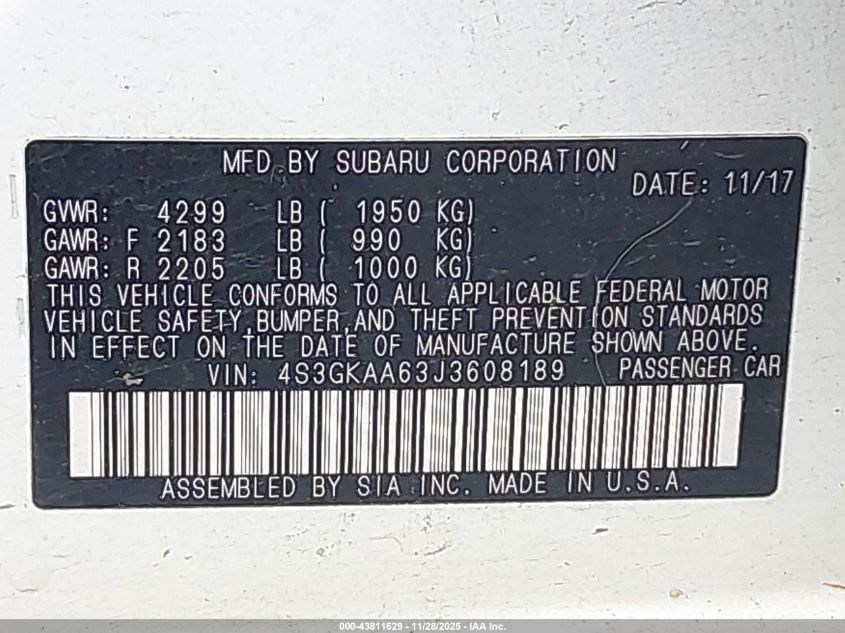 MFD BY SUBARU CORPORATION
DATE: 11/17
GVWR: 4299 LB ( 1950 KG)
GAWR: F 2183 LB ( 990 KG)
GAWR: R 2205 LB ( 1000 KG)
THIS VEHICLE CONFORMS TO ALL APPLICABLE FEDERAL MOTOR
VEHICLE SAFETY,BUMPER,AND THEFT PREVENTION STANDARDS
IN EFFECT ON THE DATE OF MANUFACTURE SHOWN ABOVE.
VIN: 4S3GKAA63J3608189 PASSENGER CAR
ASSEMBLED BY SIA INC. MADE IN U.S.A.
000-43811629 - 11/28/2025 - IAA Inc.